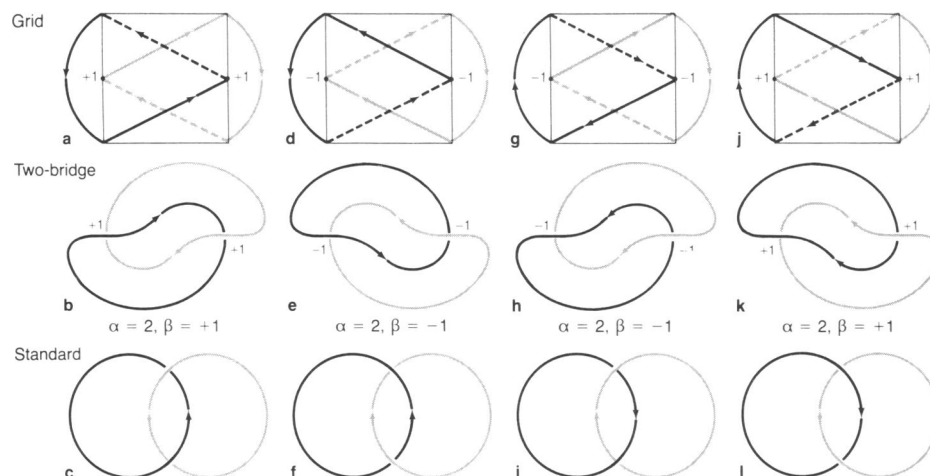 Grid
+1 +1 −1 −1 −1 −1 +1 +1
a d g j
Two-bridge
+1 −1 −1 +1
+1 −1 −1 +1
b e h k
α = 2, β = +1 α = 2, β = −1 α = 2, β = −1 α = 2, β = +1
Standard
c f i l